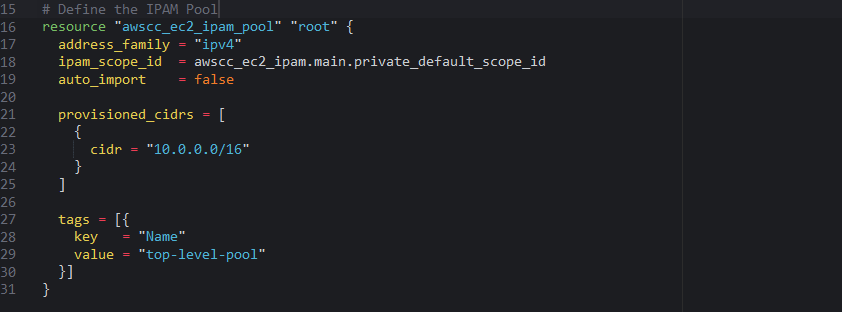 15 # Define the IPAM Pool
16 resource "awscc_ec2_ipam_pool" "root" {
17   address_family = "ipv4"
18   ipam_scope_id  = awscc_ec2_ipam.main.private_default_scope_id
19   auto_import    = false
20
21   provisioned_cidrs = [
22     {
23       cidr = "10.0.0.0/16"
24     }
25   ]
26
27   tags = [{
28     key   = "Name"
29     value = "top-level-pool"
30   }]
31 }